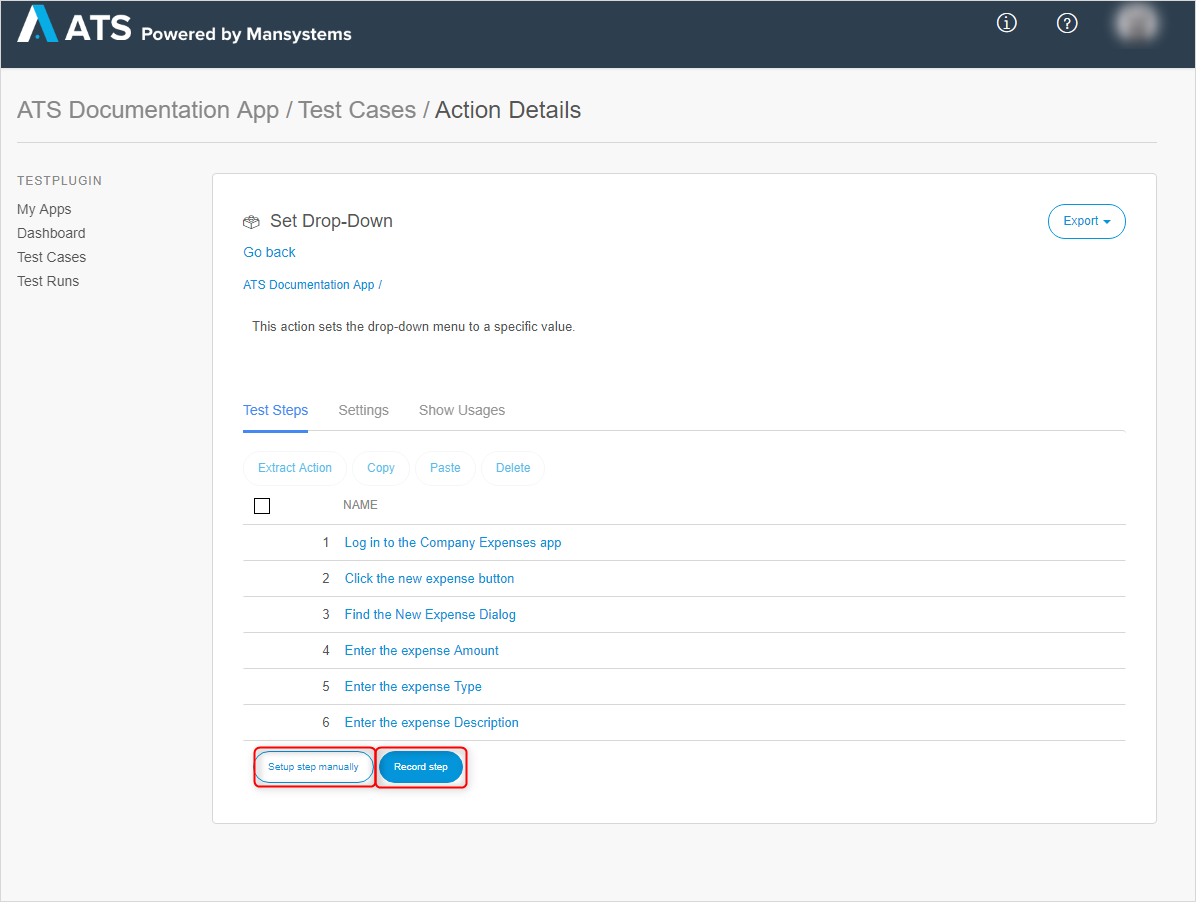 ATS Powered by Mansystems
ATS Documentation App / Test Cases / Action Details
TESTPLUGIN
My Apps
Dashboard
Test Cases
Test Runs
Set Drop-Down
Export
Go back
ATS Documentation App /
This action sets the drop-down menu to a specific value.
Test Steps Settings Show Usages
Extract Action Copy Paste Delete
NAME
1 Log in to the Company Expenses app
2 Click the new expense button
3 Find the New Expense Dialog
4 Enter the expense Amount
5 Enter the expense Type
6 Enter the expense Description
Setup step manually Record step